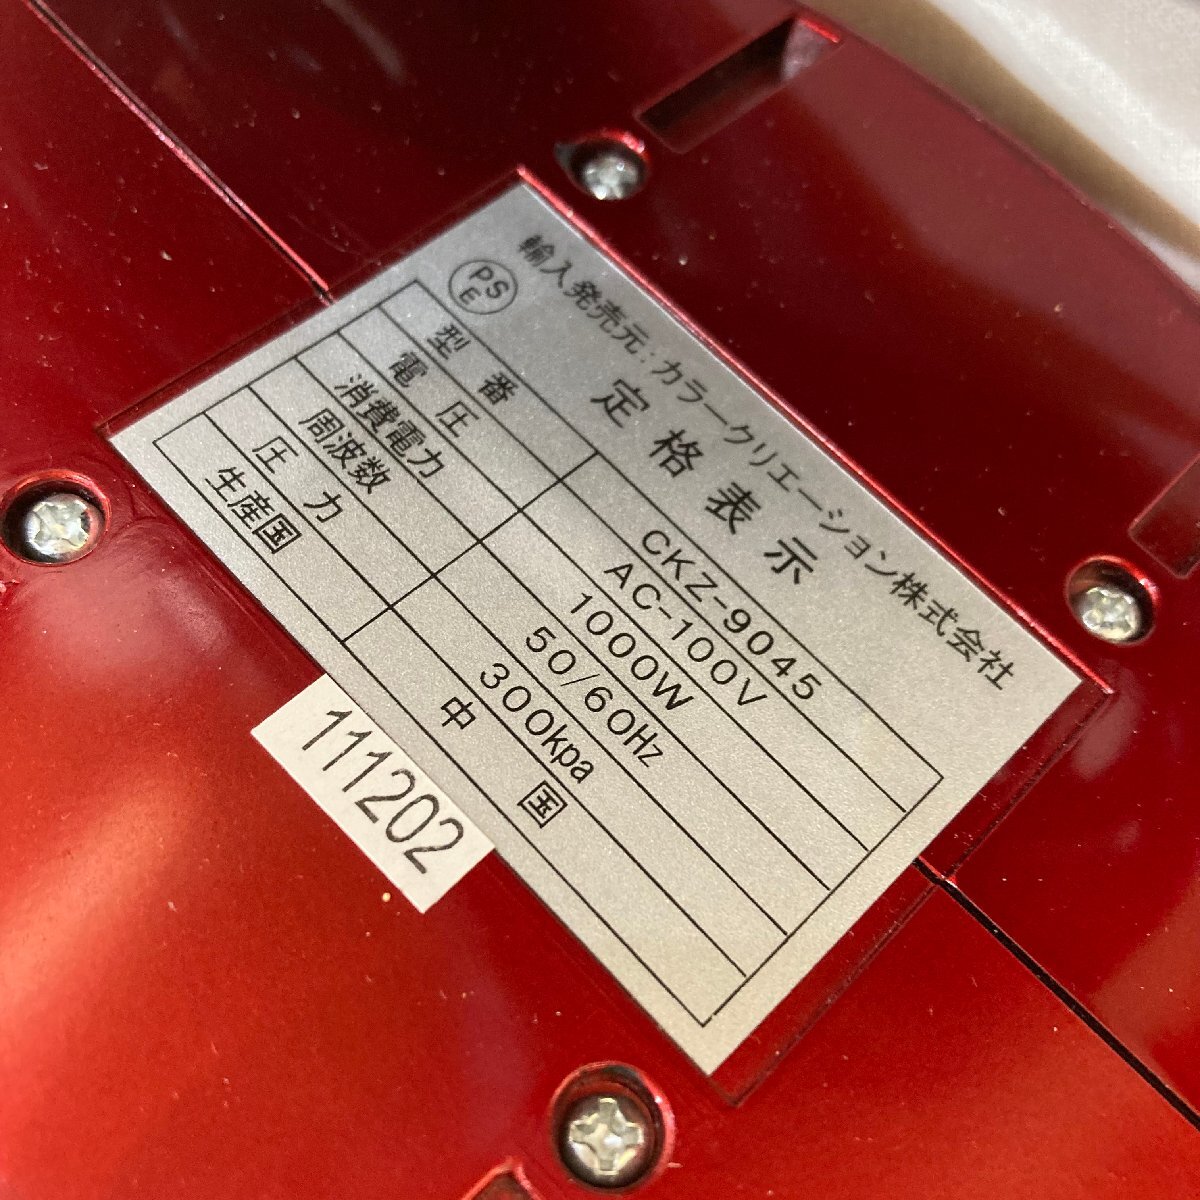 輸入発売元:カラークリエーション株式会社
PS
E
定格表示
型番 CKZ-9045
電圧 AC-100V
消費電力 1000W
周波数 50/60Hz
圧力 300kpa
生産国 中国
111202